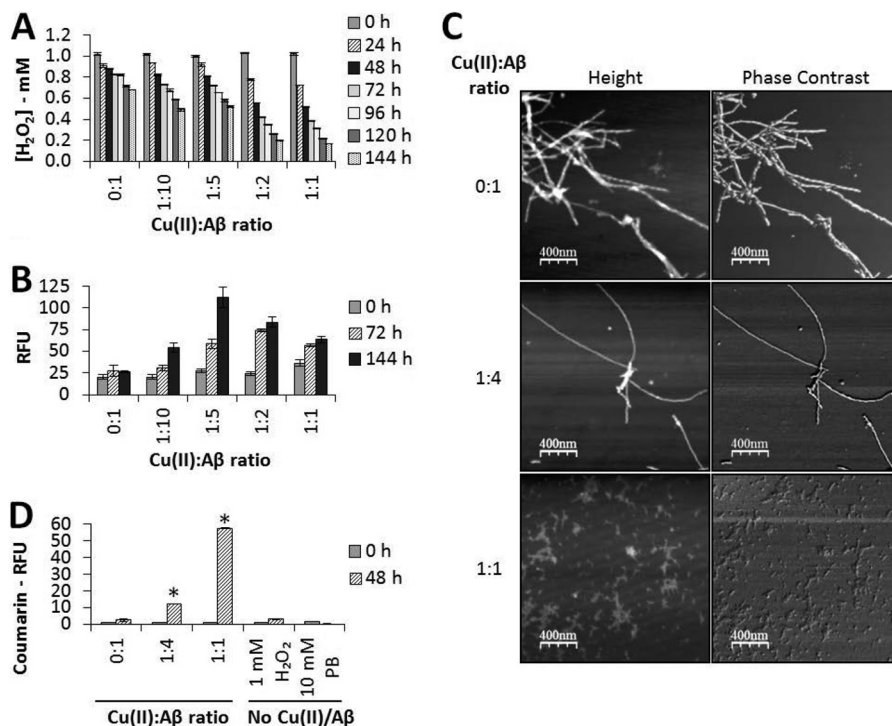 A
[H₂O₂] - mM
1.2
1.0
0.8
0.6
0.4
0.2
0.0
0:1
1:10
1:5
1:2
1:1
Cu(II):Aβ ratio
0 h
24 h
48 h
72 h
96 h
120 h
144 h
B
RFU
125
100
75
50
25
0
0:1
1:10
1:5
1:2
1:1
Cu(II):Aβ ratio
0 h
72 h
144 h
D
Coumarin - RFU
60
50
40
30
20
10
0
*
*
0:1
1:4
1:1
1 mM
H₂O₂
10 mM
PB
Cu(II):Aβ ratio
No Cu(II)/Aβ
0 h
48 h
C
Cu(II):Aβ
ratio
Height
Phase Contrast
0:1
400nm
400nm
1:4
400nm
400nm
1:1
400nm
400nm